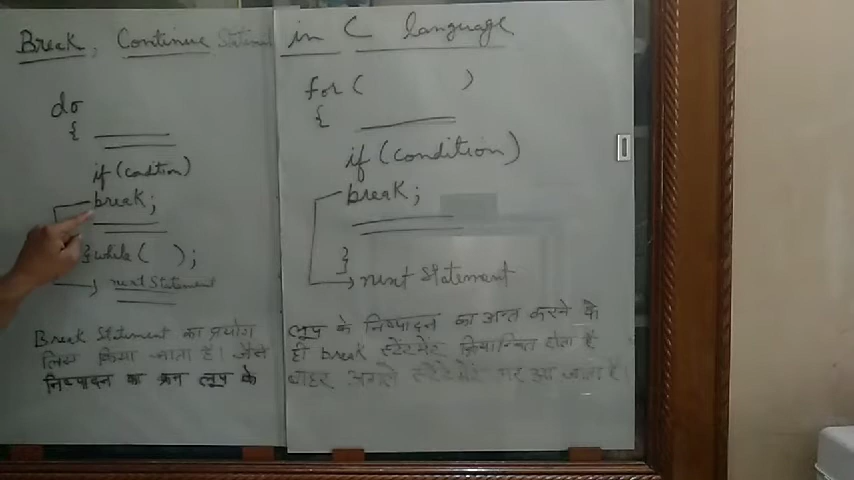 Break, Continue Statement in C language
do
{
if (condition)
break;
} while ( );
next Statement
for ( )
{
if (condition)
break;
}
next Statement
Break Statement का प्रयोग लूप के निष्पादन का अन्त करने के
लिए किया जाता है। जैसे ही break स्टेटमेंट क्रियान्वित होता है
निष्पादन का क्रम लूप के बाहर अगले स्टेटमेंट पर आ जाता है।